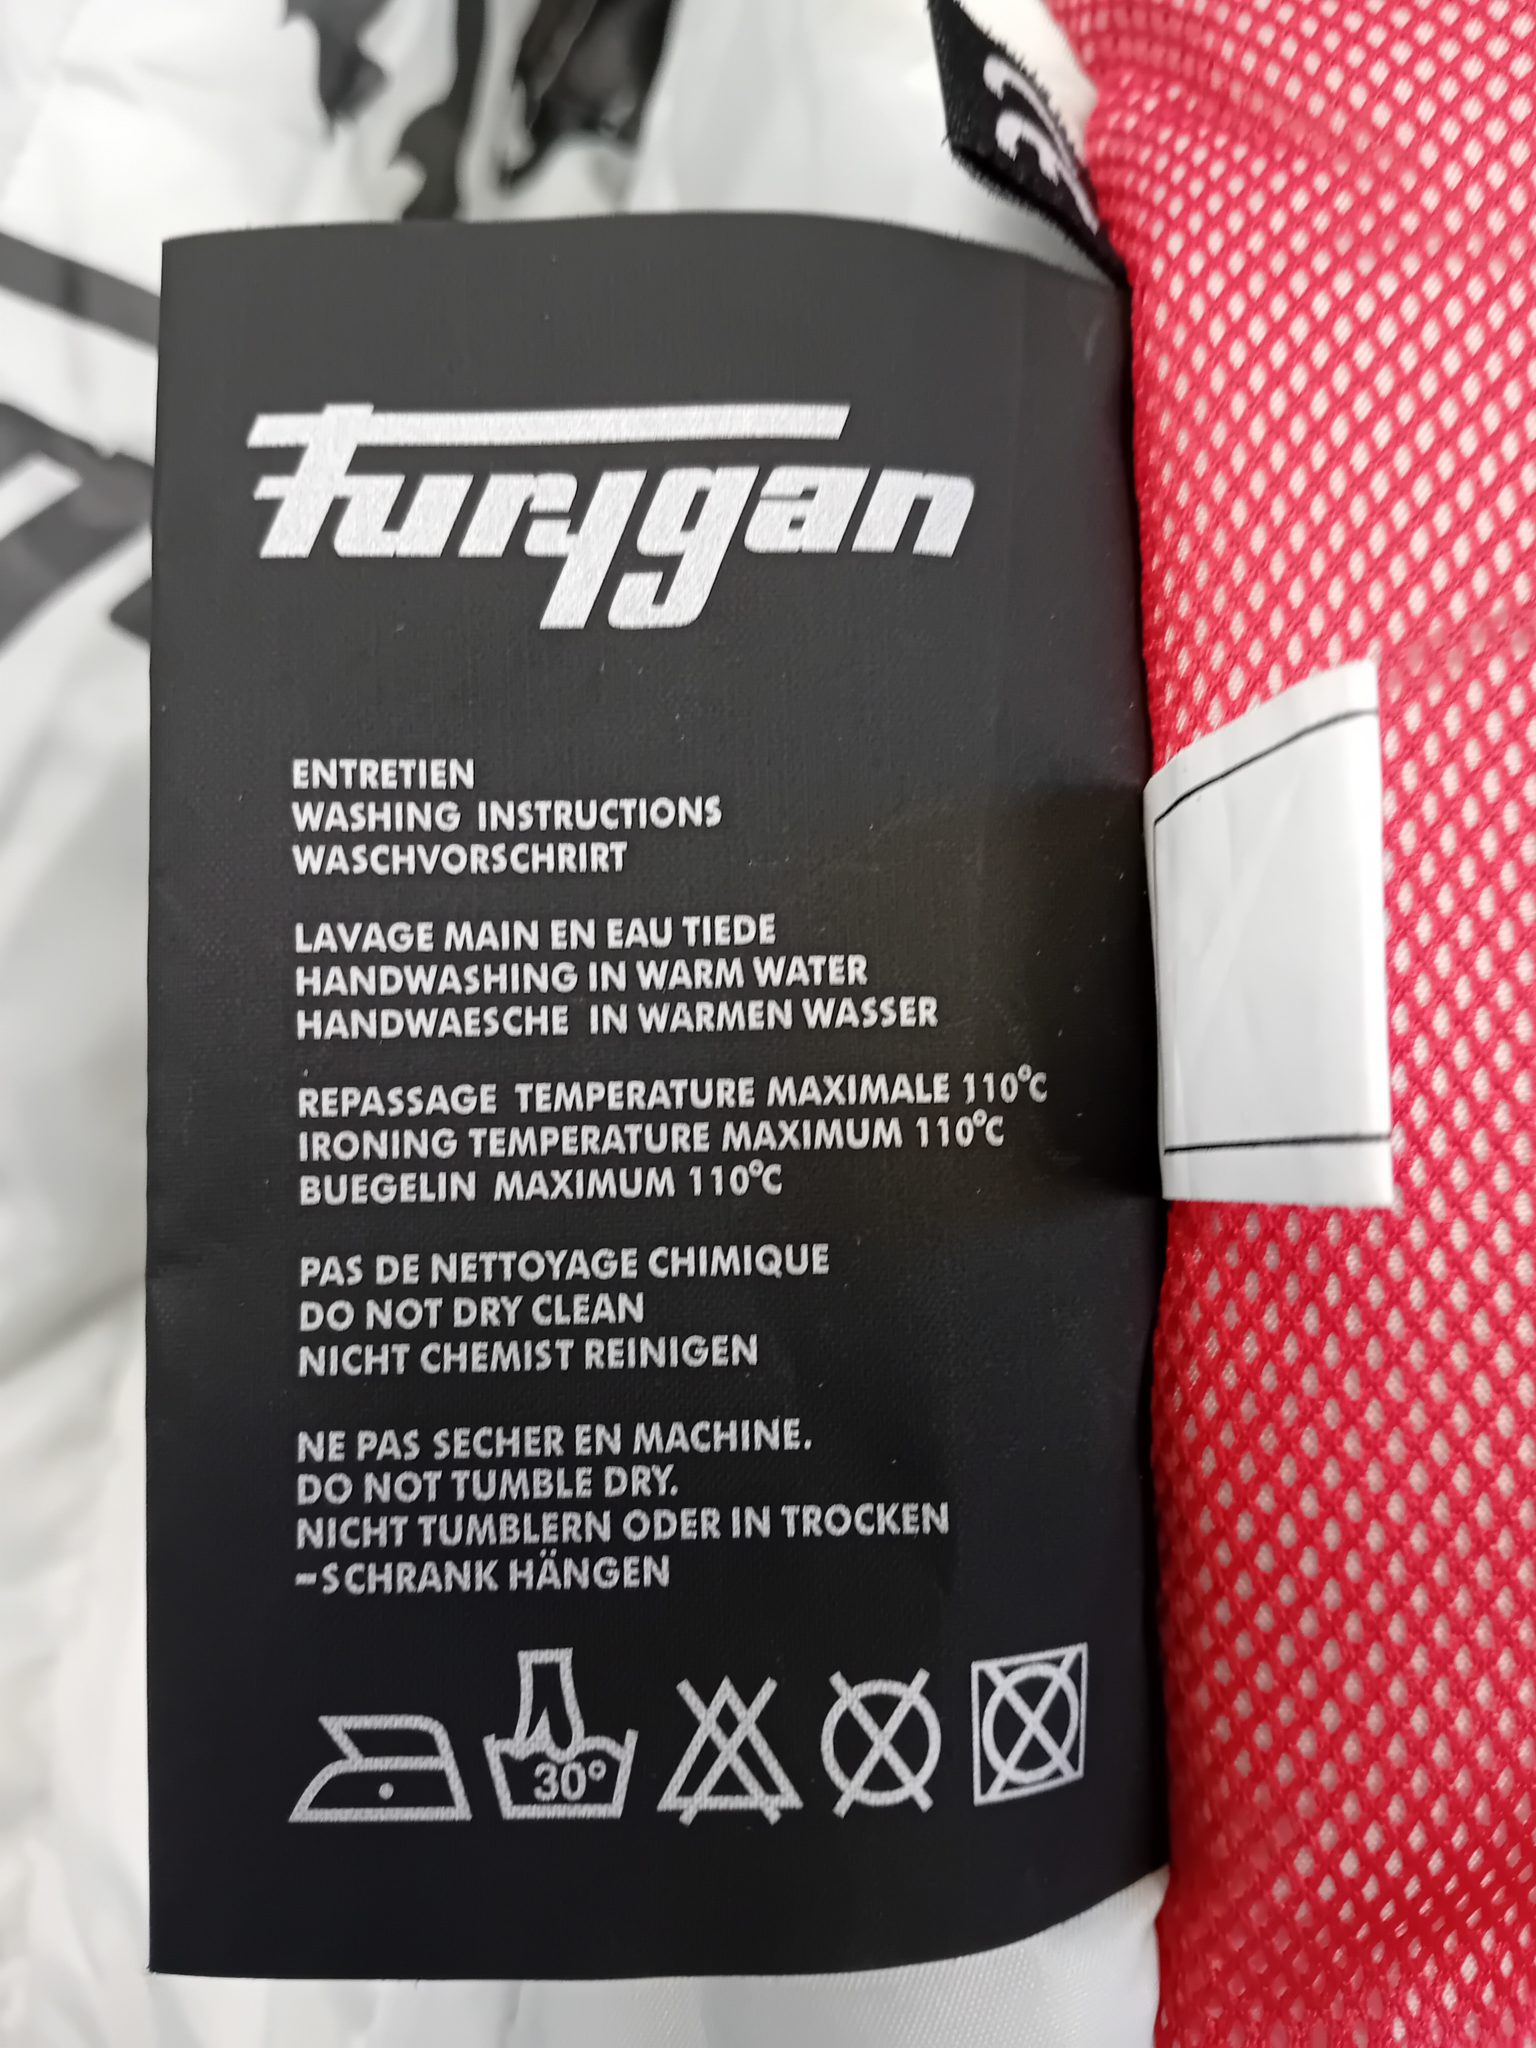 Furygan
ENTRETIEN
WASHING INSTRUCTIONS
WASCHVORSCHRIRT
LAVAGE MAIN EN EAU TIEDE
HANDWASHING IN WARM WATER
HANDWAESCHE IN WARMEN WASSER
REPASSAGE TEMPERATURE MAXIMALE 110°C
IRONING TEMPERATURE MAXIMUM 110°C
BUEGELIN MAXIMUM 110°C
PAS DE NETTOYAGE CHIMIQUE
DO NOT DRY CLEAN
NICHT CHEMIST REINIGEN
NE PAS SECHER EN MACHINE.
DO NOT TUMBLE DRY.
NICHT TUMBLERN ODER IN TROCKEN
-SCHRANK HÄNGEN
30°